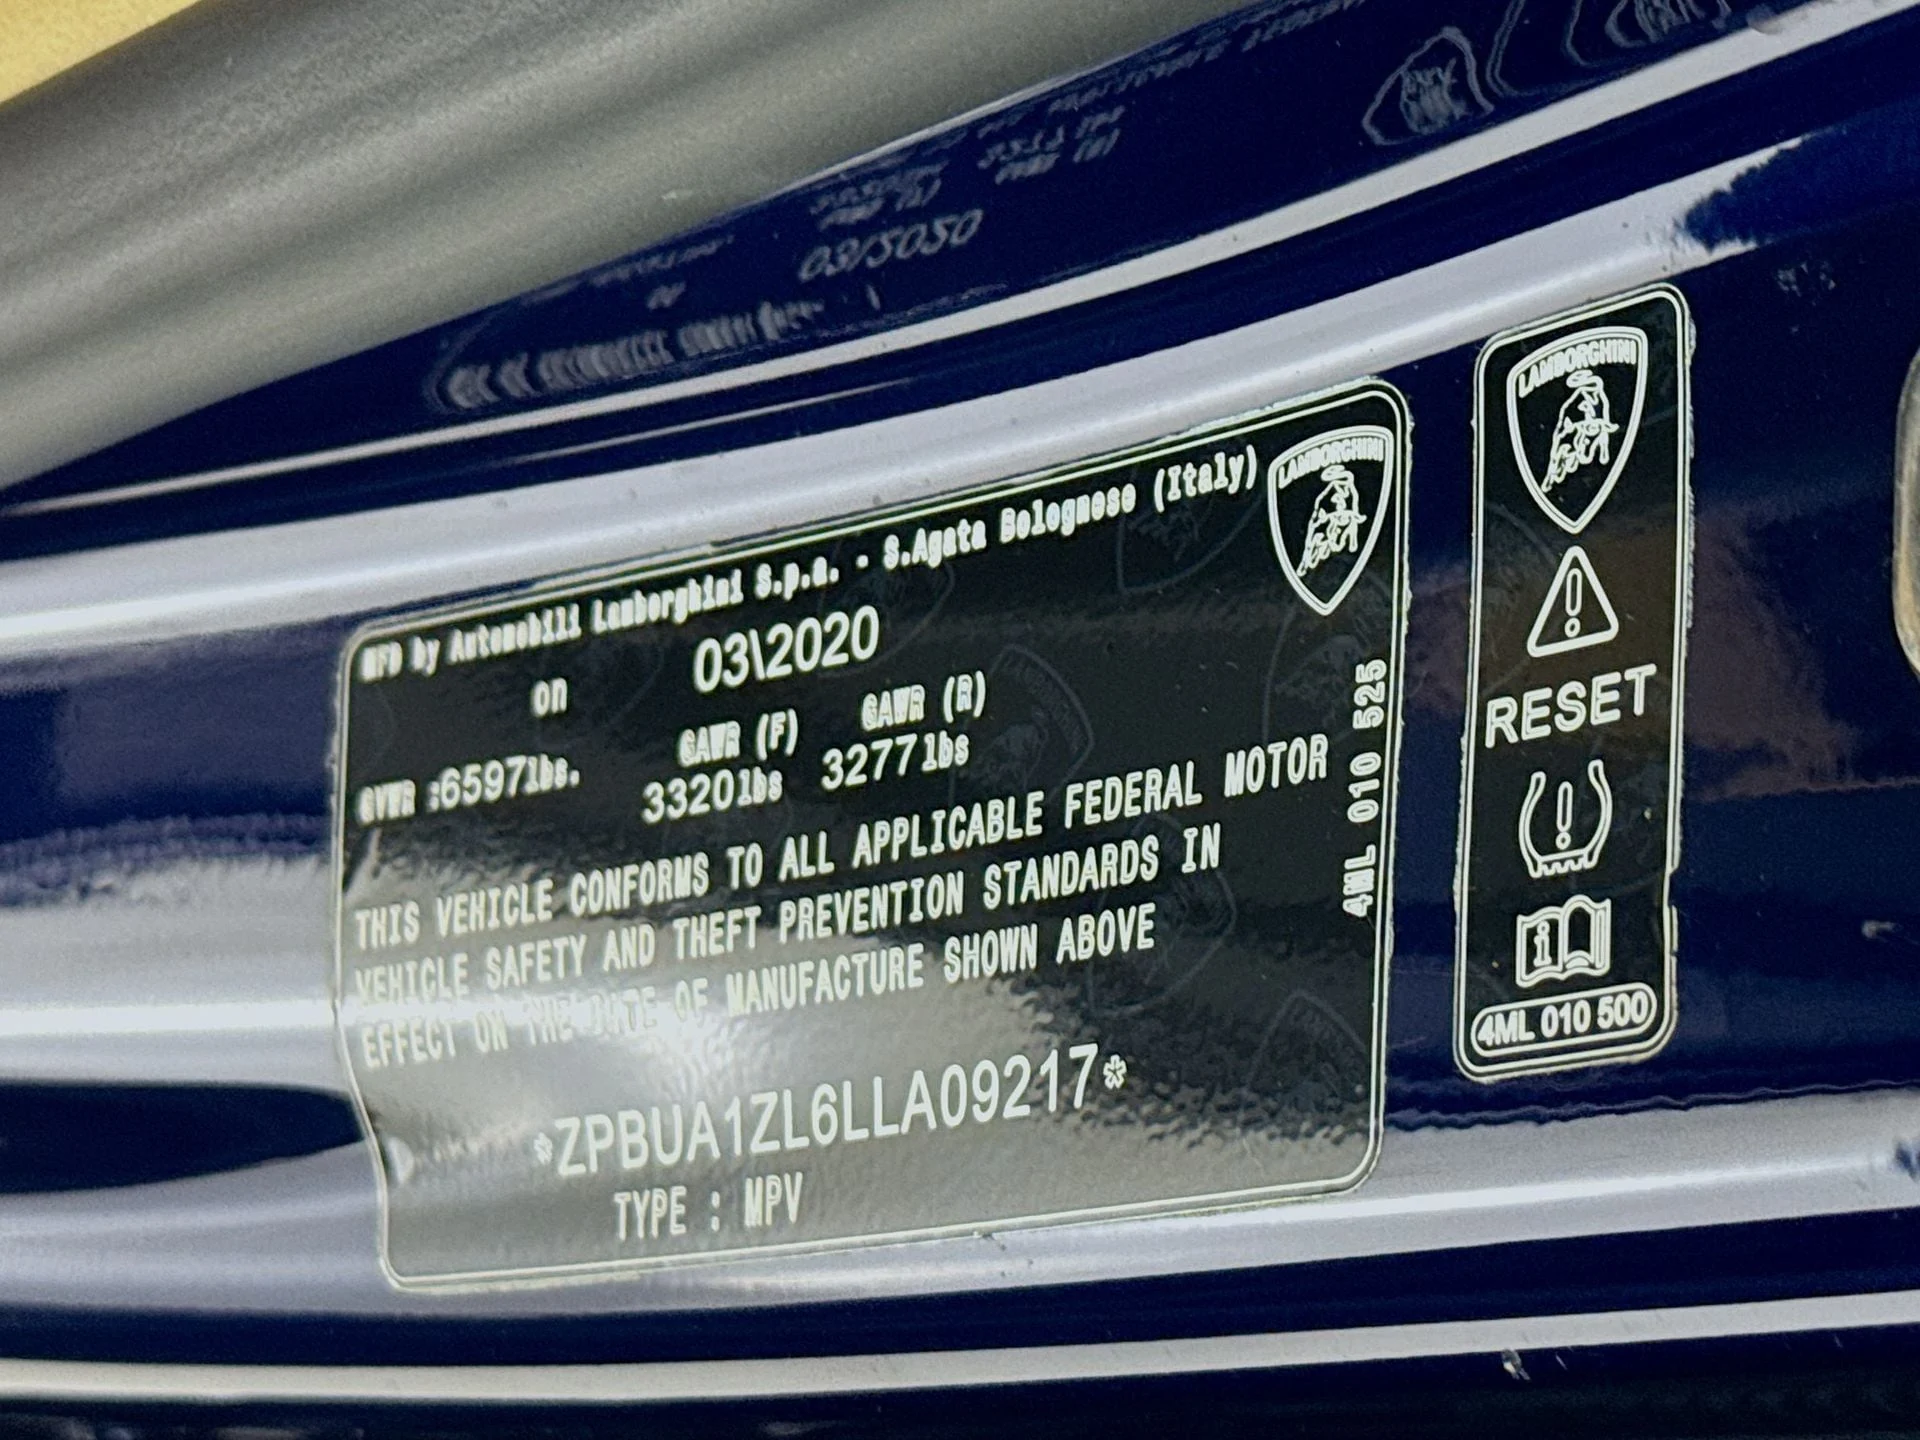 MFD by Automobili Lamborghini S.p.a. - S.Agata Bolognese (Italy)
LAMBORGHINI
on 03\2020
GAWR (F) GAWR (R)
GVWR :6597lbs. 3320lbs 3277lbs
THIS VEHICLE CONFORMS TO ALL APPLICABLE FEDERAL MOTOR
VEHICLE SAFETY AND THEFT PREVENTION STANDARDS IN
EFFECT ON THE DATE OF MANUFACTURE SHOWN ABOVE
*ZPBUA1ZL6LLA09217*
TYPE : MPV
4ML 010 525
LAMBORGHINI
RESET
4ML 010 500